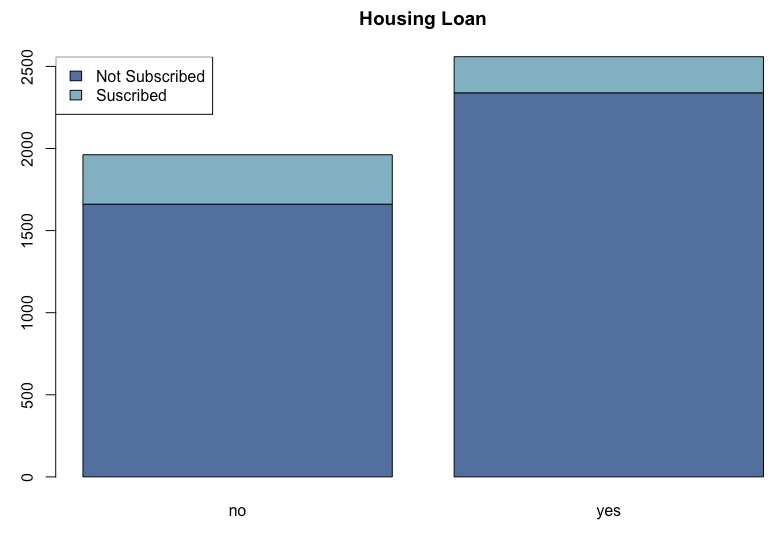 Housing Loan
Not Subscribed
Suscribed
2500
2000
1500
1000
500
0
no
yes